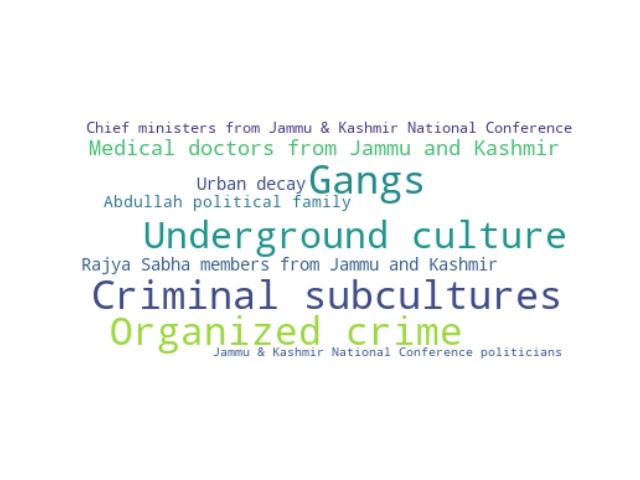 Chief ministers from Jammu & Kashmir National Conference
Medical doctors from Jammu and Kashmir
Urban decay Gangs
Abdullah political family
Underground culture
Rajya Sabha members from Jammu and Kashmir
Criminal subcultures
Organized crime
Jammu & Kashmir National Conference politicians